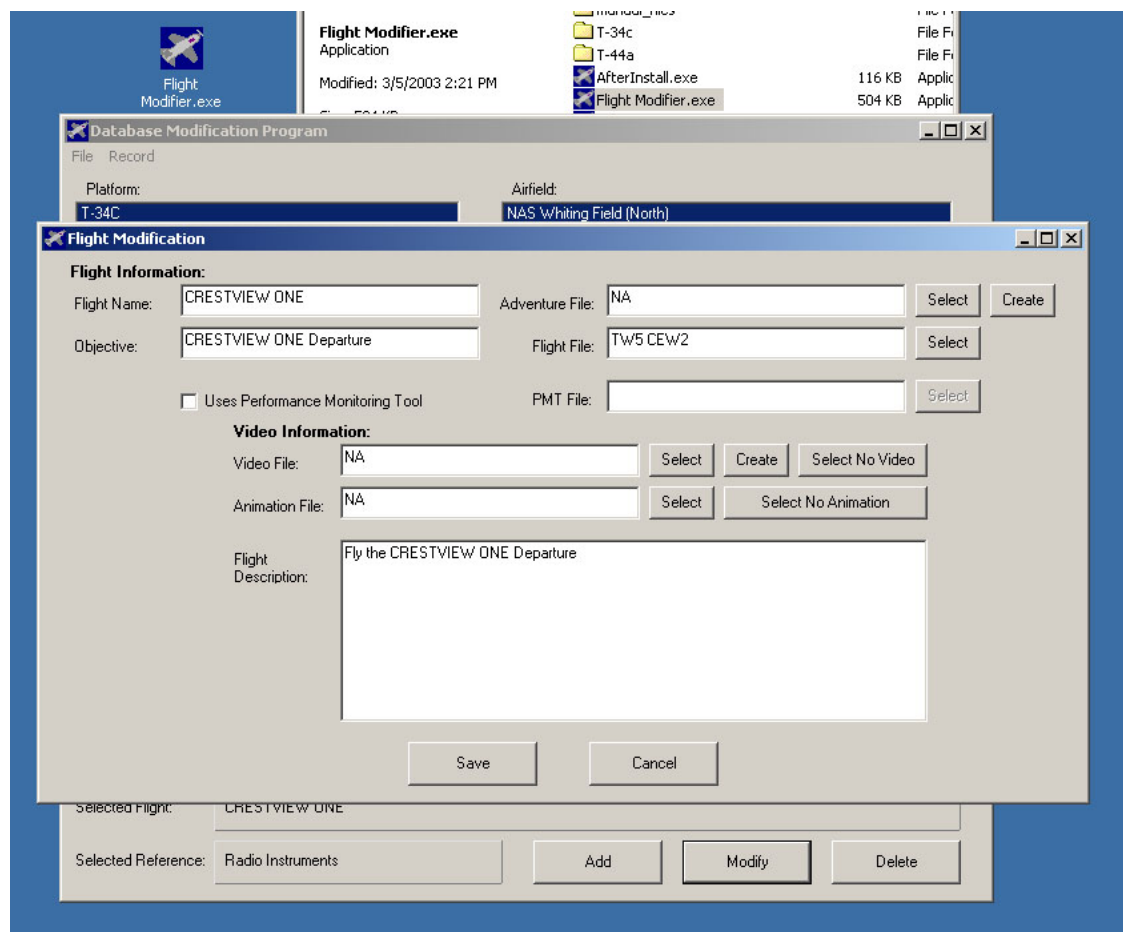 Flight Modifier.exe
Application
Modified: 3/5/2003 2:21 PM
T-34c
T-44a
AfterInstall.exe 116 KB
Flight Modifier.exe 504 KB
Flight
Modifier.exe
Database Modification Program
File Record
Platform: Airfield:
T-34C NAS Whiting Field (North)
Flight Modification
Flight Information:
Flight Name: CRESTVIEW ONE Adventure File: NA Select Create
Objective: CRESTVIEW ONE Departure Flight File: TW5 CEW2 Select
Uses Performance Monitoring Tool PMT File: Select
Video Information:
Video File: NA Select Create Select No Video
Animation File: NA Select Select No Animation
Flight
Description: Fly the CRESTVIEW ONE Departure
Save Cancel
Selected Flight: CRESTVIEW ONE
Selected Reference: Radio Instruments Add Modify Delete